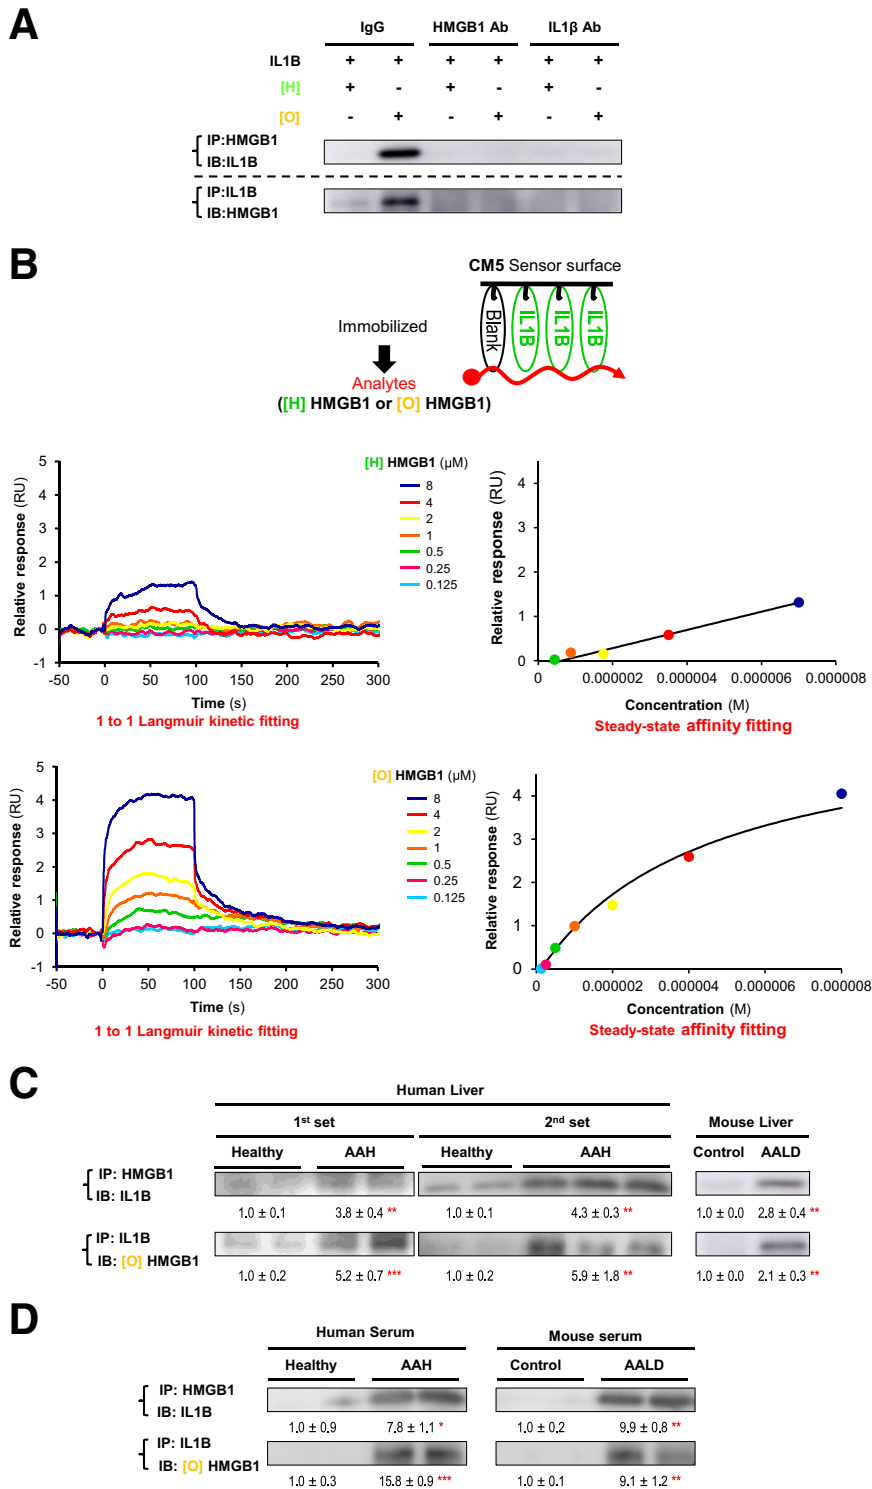 A
IgG HMGB1 Ab IL1β Ab
IL1B + + + + + +
[H] + - + - + -
[O] - + - + - +
IP:HMGB1
IB:IL1B
IP:IL1B
IB:HMGB1
B
CM5 Sensor surface
Blank IL1B IL1B IL1B
Immobilized
Analytes
([H] HMGB1 or [O] HMGB1)
[H] HMGB1 (µM)
8
4
2
1
0.5
0.25
0.125
Relative response (RU)
5
4
3
2
1
0
-1
-50 0 50 100 150 200 250 300
Time (s)
1 to 1 Langmuir kinetic fitting
Relative response (RU)
4
3
2
1
0
0 0.000002 0.000004 0.000006 0.000008
Concentration (M)
Steady-state affinity fitting
[O] HMGB1 (µM)
8
4
2
1
0.5
0.25
0.125
Relative response (RU)
5
4
3
2
1
0
-1
-50 0 50 100 150 200 250 300
Time (s)
1 to 1 Langmuir kinetic fitting
Relative response (RU)
4
3
2
1
0
0 0.000002 0.000004 0.000006 0.000008
Concentration (M)
Steady-state affinity fitting
C
Human Liver
1st set 2nd set Mouse Liver
Healthy AAH Healthy AAH Control AALD
IP: HMGB1
IB: IL1B
1.0 ± 0.1 3.8 ± 0.4 ** 1.0 ± 0.1 4.3 ± 0.3 ** 1.0 ± 0.0 2.8 ± 0.4 **
IP: IL1B
IB: [O] HMGB1
1.0 ± 0.2 5.2 ± 0.7 *** 1.0 ± 0.2 5.9 ± 1.8 ** 1.0 ± 0.0 2.1 ± 0.3 **
D
Human Serum Mouse serum
Healthy AAH Control AALD
IP: HMGB1
IB: IL1B
1.0 ± 0.9 7.8 ± 1.1 * 1.0 ± 0.2 9.9 ± 0.8 **
IP: IL1B
IB: [O] HMGB1
1.0 ± 0.3 15.8 ± 0.9 *** 1.0 ± 0.1 9.1 ± 1.2 **